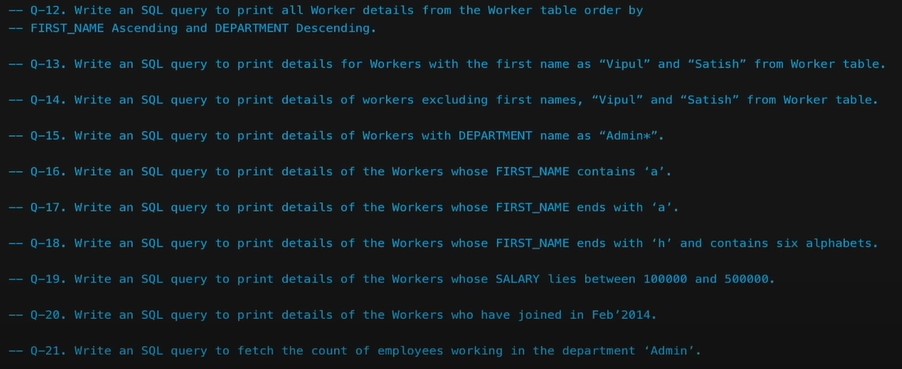 -- Q-12. Write an SQL query to print all Worker details from the Worker table order by
-- FIRST_NAME Ascending and DEPARTMENT Descending.
-- Q-13. Write an SQL query to print details for Workers with the first name as “Vipul” and “Satish” from Worker table.
-- Q-14. Write an SQL query to print details of workers excluding first names, “Vipul” and “Satish” from Worker table.
-- Q-15. Write an SQL query to print details of Workers with DEPARTMENT name as “Admin*”.
-- Q-16. Write an SQL query to print details of the Workers whose FIRST_NAME contains ‘a’.
-- Q-17. Write an SQL query to print details of the Workers whose FIRST_NAME ends with ‘a’.
-- Q-18. Write an SQL query to print details of the Workers whose FIRST_NAME ends with ‘h’ and contains six alphabets.
-- Q-19. Write an SQL query to print details of the Workers whose SALARY lies between 100000 and 500000.
-- Q-20. Write an SQL query to print details of the Workers who have joined in Feb’2014.
-- Q-21. Write an SQL query to fetch the count of employees working in the department ‘Admin’.